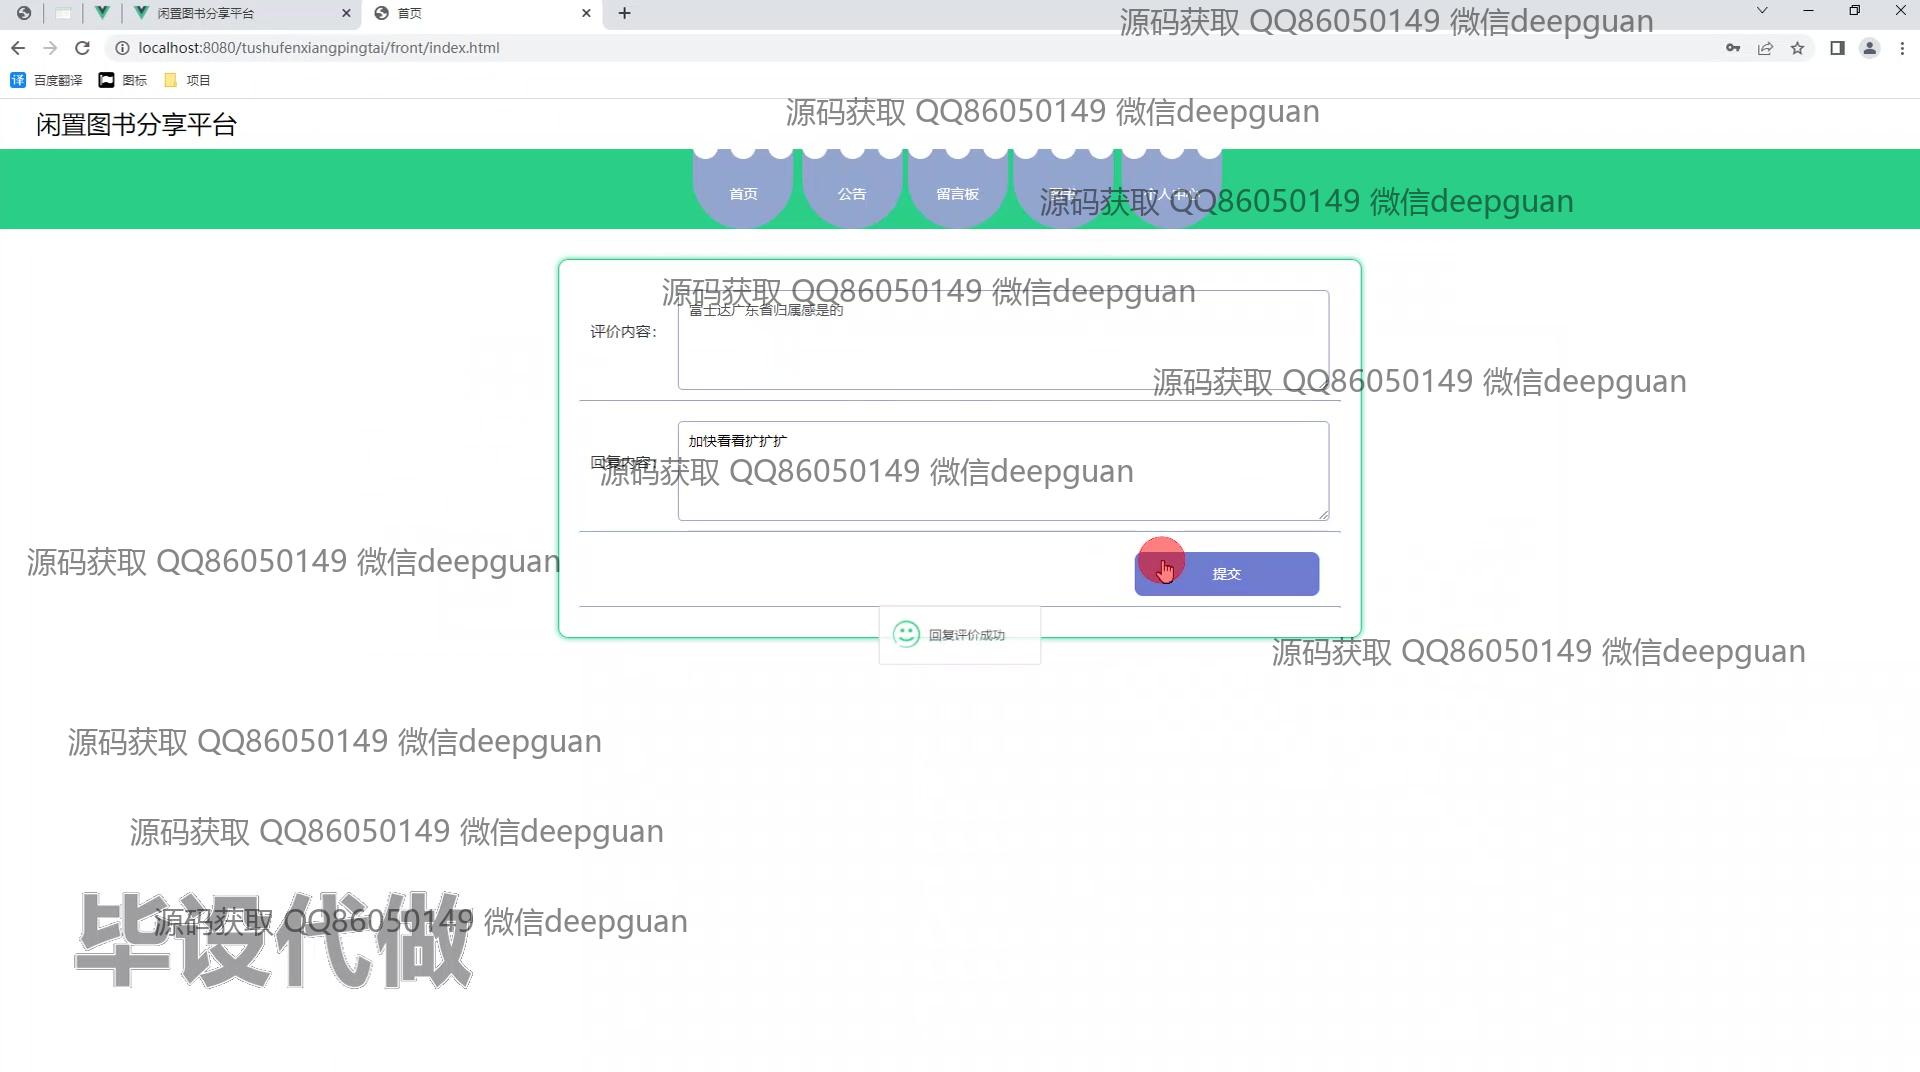 闲置图书分享平台
首页
源码获取 QQ86050149 微信deepguan
localhost:8080/tushufenxiangpingtai/front/index.html
百度翻译
图标
项目
源码获取 QQ86050149 微信deepguan
闲置图书分享平台
首页
公告
留言板
个人中心
源码获取 QQ86050149 微信deepguan
源码获取 QQ86050149 微信deepguan
评价内容：
富士达广东省归属感是的
源码获取 QQ86050149 微信deepguan
回复内容：
加快看看扩扩扩
源码获取 QQ86050149 微信deepguan
源码获取 QQ86050149 微信deepguan
提交
回复评价成功
源码获取 QQ86050149 微信deepguan
源码获取 QQ86050149 微信deepguan
源码获取 QQ86050149 微信deepguan
源码获取 QQ86050149 微信deepguan
毕设代做